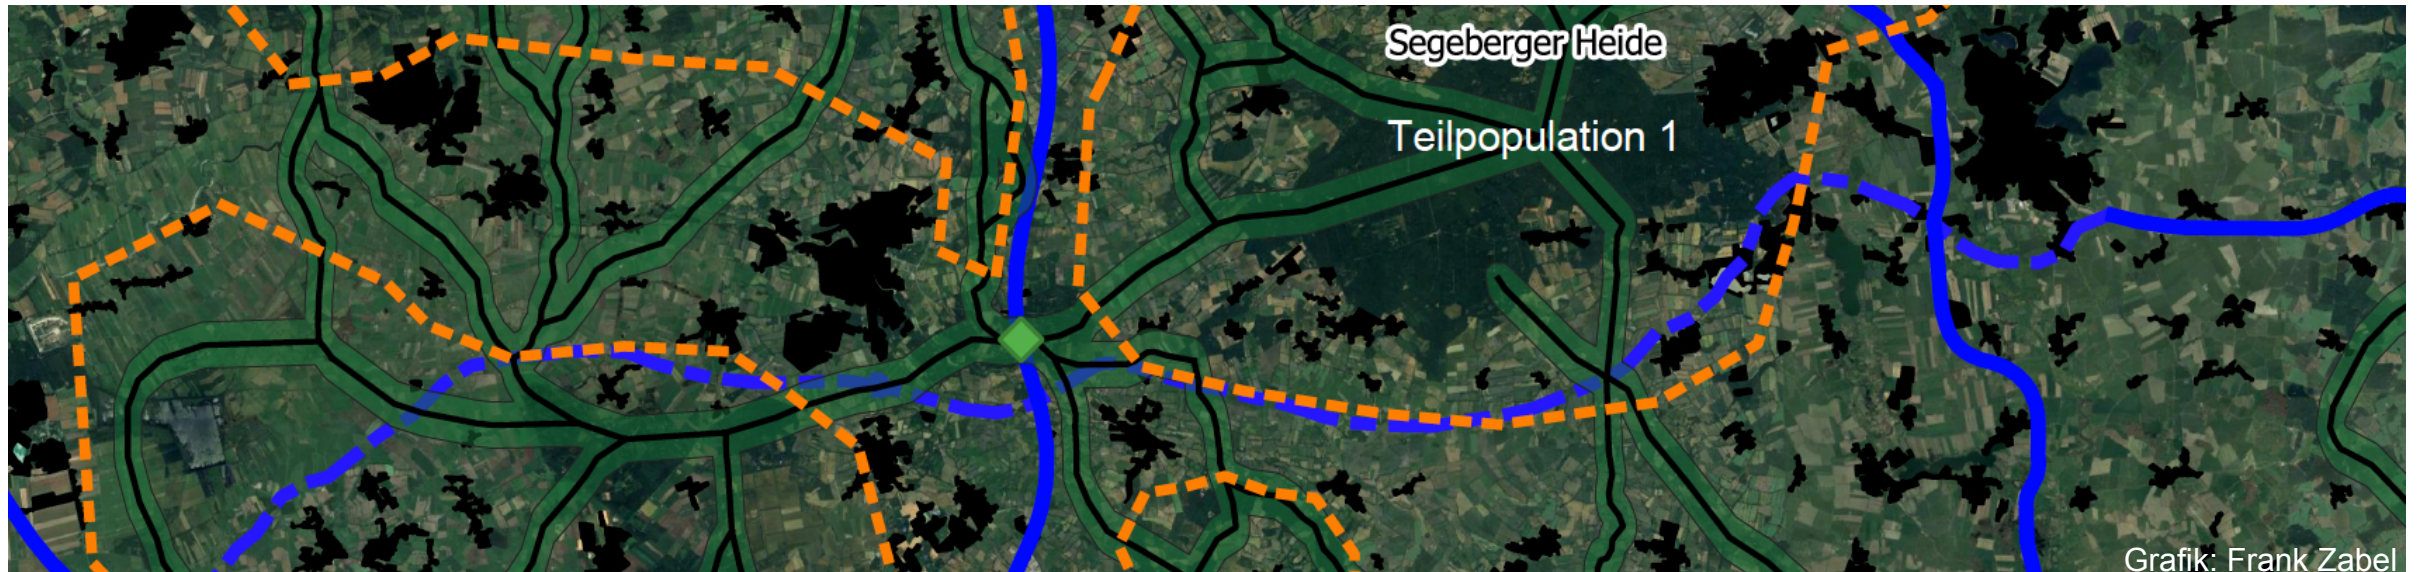 Segeberger Heide
Teilpopulation 1
Grafik: Frank Zabel